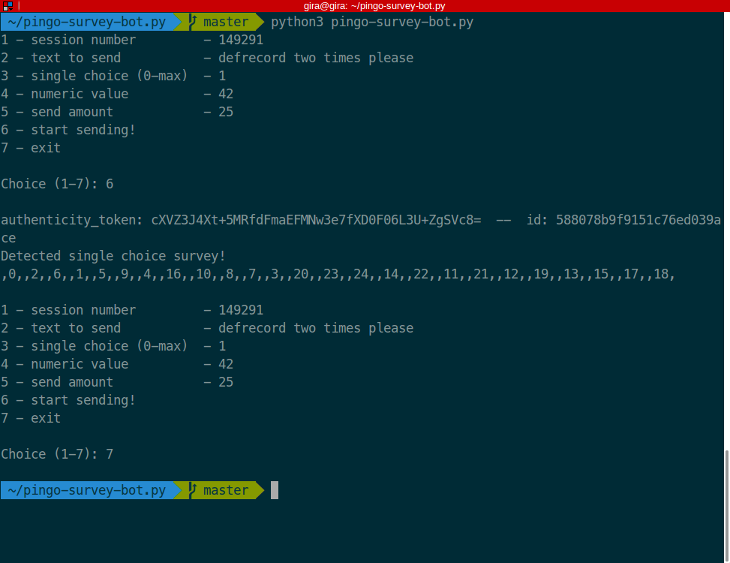 gira@gira: ~/pingo-survey-bot.py
~/pingo-survey-bot.py master python3 pingo-survey-bot.py
1 – session number – 149291
2 – text to send – defrecord two times please
3 – single choice (0–max) – 1
4 – numeric value – 42
5 – send amount – 25
6 – start sending!
7 – exit
Choice (1–7): 6
authenticity_token: cXVZ3J4Xt+5MRfdFmaEFMNw3e7fXD0F06L3U+ZgSVc8= –– id: 588078b9f9151c76ed039a
ce
Detected single choice survey!
,0,,2,,6,,1,,5,,9,,4,,16,,10,,8,,7,,3,,20,,23,,24,,14,,22,,11,,21,,12,,19,,13,,15,,17,,18,
1 – session number – 149291
2 – text to send – defrecord two times please
3 – single choice (0–max) – 1
4 – numeric value – 42
5 – send amount – 25
6 – start sending!
7 – exit
Choice (1–7): 7
~/pingo-survey-bot.py master